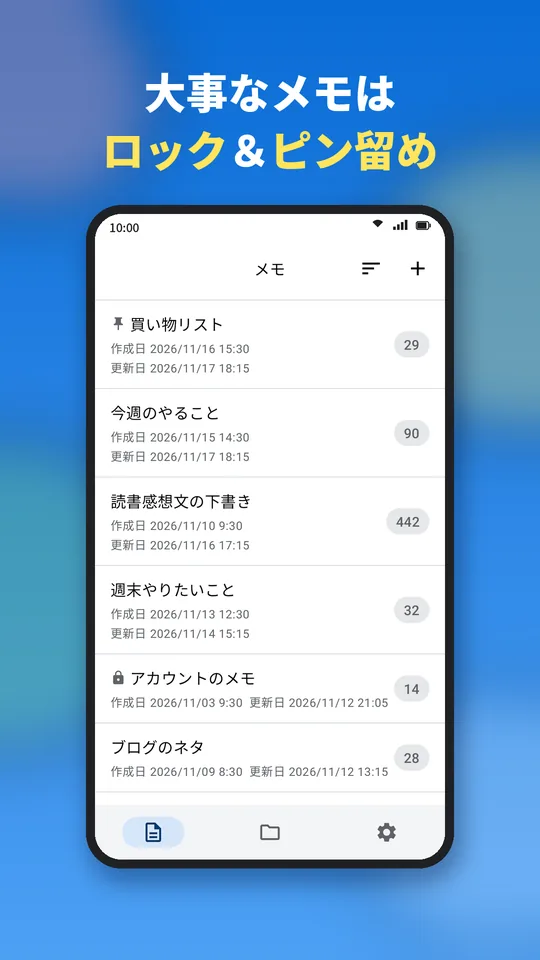 大事なメモは
ロック＆ピン留め
10:00
メモ
買い物リスト
作成日 2026/11/16 15:30
更新日 2026/11/17 18:15
29
今週のやること
作成日 2026/11/15 14:30
更新日 2026/11/17 18:15
90
読書感想文の下書き
作成日 2026/11/10 9:30
更新日 2026/11/16 17:15
442
週末やりたいこと
作成日 2026/11/13 12:30
更新日 2026/11/14 15:15
32
アカウントのメモ
作成日 2026/11/03 9:30 更新日 2026/11/12 21:05
14
ブログのネタ
作成日 2026/11/09 8:30 更新日 2026/11/12 13:15
28